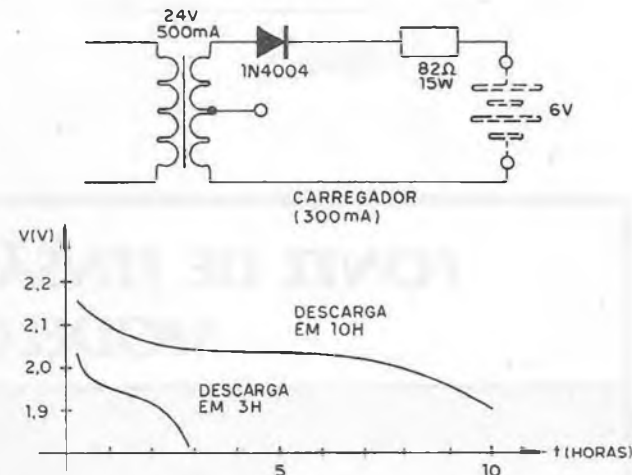 24V
500mA
1N4004
82Ω
15W
6V
CARREGADOR
(300mA)
V(V)
2,2
2,1
2,0
1,9
DESCARGA
EM 10H
DESCARGA
EM 3H
5
10
t(HORAS)